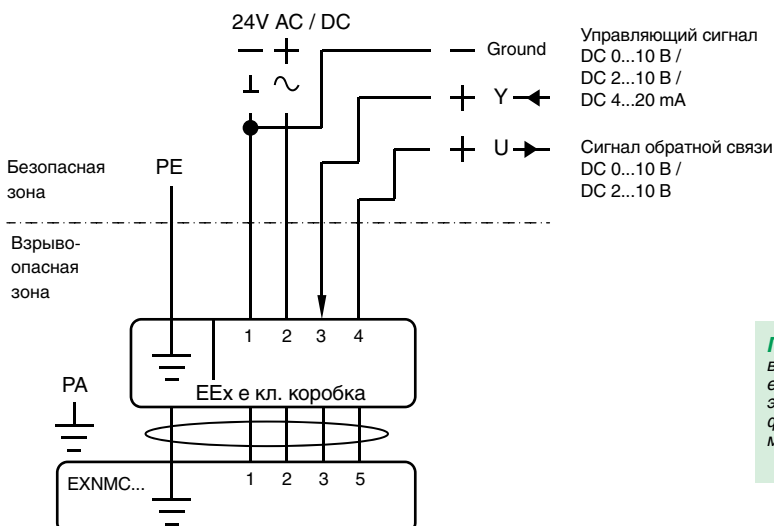 24V AC / DC
Ground
Y
U
Управляющий сигнал
DC 0...10 В /
DC 2...10 В /
DC 4...20 mA
Сигнал обратной связи
DC 0...10 В /
DC 2...10 В
Безопасная
зона
PE
Взрыво-
опасная
зона
1 2 3 4
EEx e кл. коробка
PA
EXNMC...
1 2 3 5